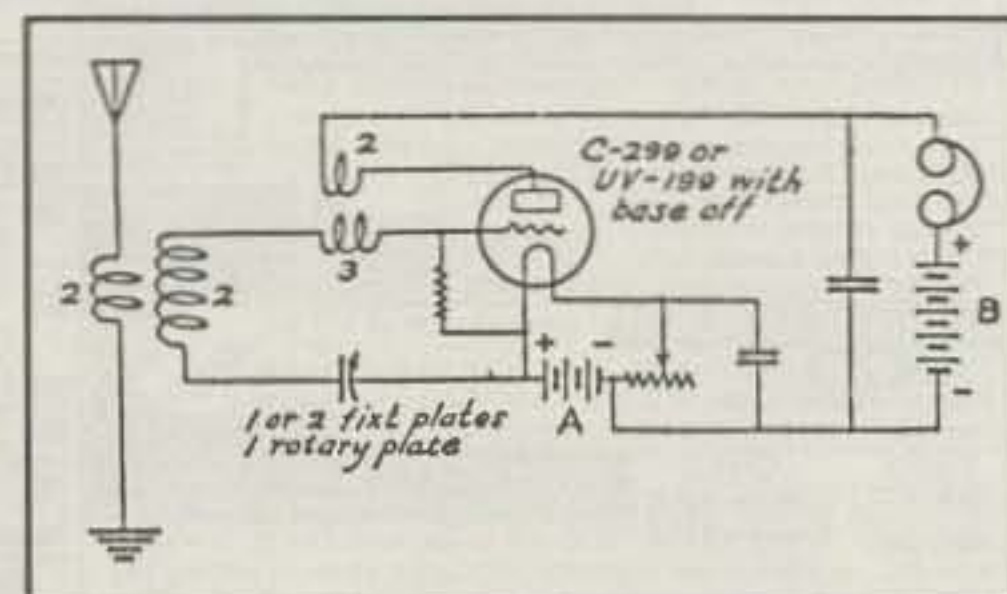 2
C-299 or
UV-199 with
base off
2
2
3
+
B
-
+
-
A
1 or 2 fixt plates
1 rotary plate